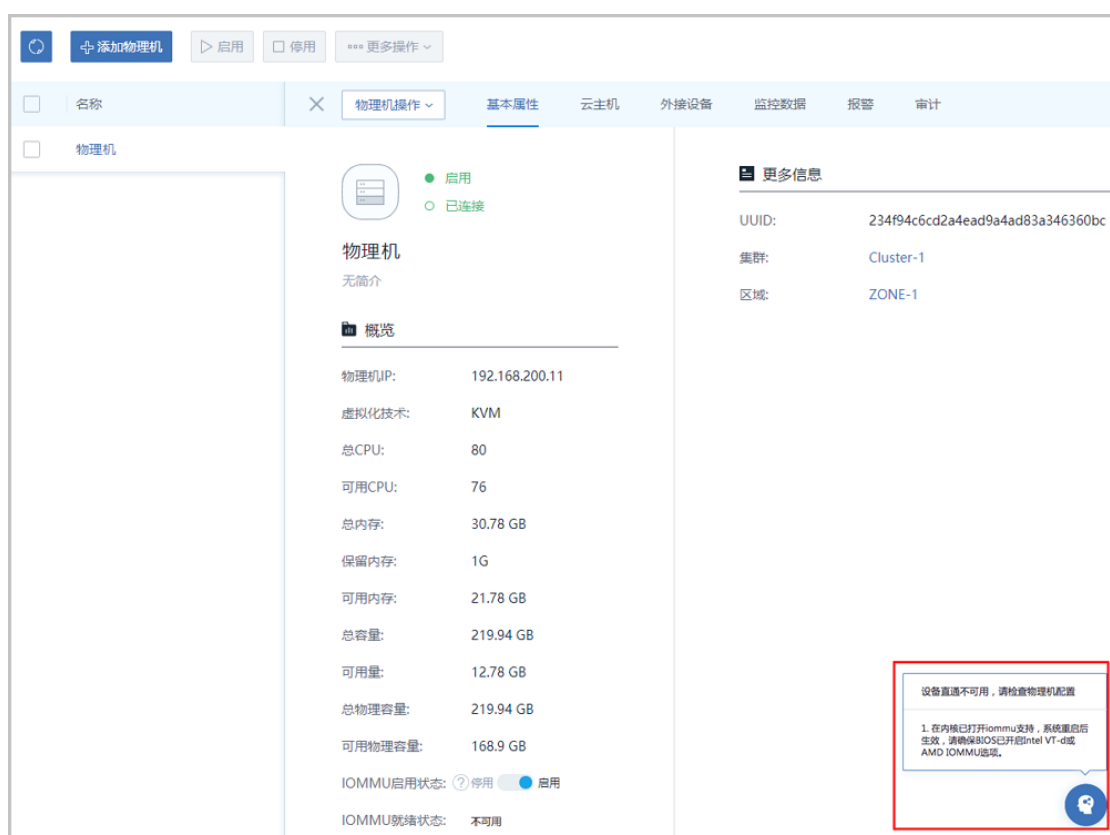 添加物理机 启用 停用 更多操作
名称 物理机操作 基本属性 云主机 外接设备 监控数据 报警 审计
物理机
启用
已连接
物理机
无简介
概览
物理机IP: 192.168.200.11
虚拟化技术: KVM
总CPU: 80
可用CPU: 76
总内存: 30.78 GB
保留内存: 1G
可用内存: 21.78 GB
总容量: 219.94 GB
可用量: 12.78 GB
总物理容量: 219.94 GB
可用物理容量: 168.9 GB
IOMMU启用状态: ? 停用 启用
IOMMU就绪状态: 不可用
更多信息
UUID: 234f94c6cd2a4ead9a4ad83a346360bc
集群: Cluster-1
区域: ZONE-1
设备直通不可用，请检查物理机配置
1. 在内核已打开iommu支持，系统重启后
生效，请确保BIOS已开启Intel VT-d或
AMD IOMMU选项。